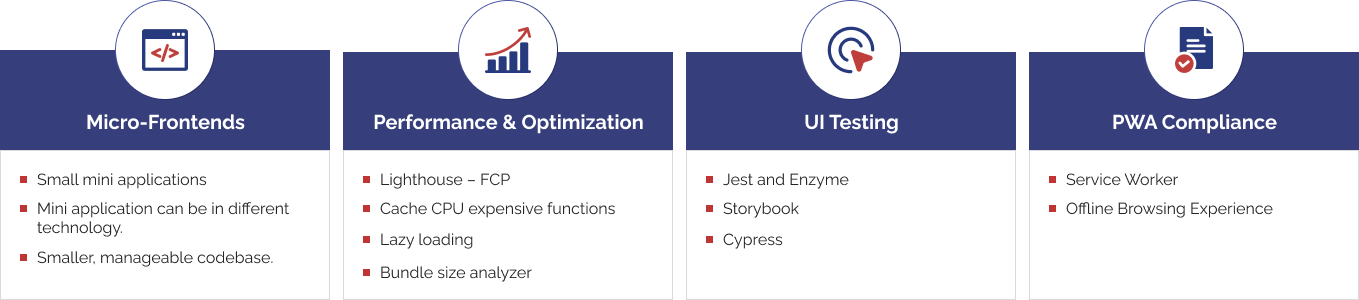 </>
Micro-Frontends
Small mini applications
Mini application can be in different
technology.
Smaller, manageable codebase.
Performance & Optimization
Lighthouse – FCP
Cache CPU expensive functions
Lazy loading
Bundle size analyzer
UI Testing
Jest and Enzyme
Storybook
Cypress
PWA Compliance
Service Worker
Offline Browsing Experience